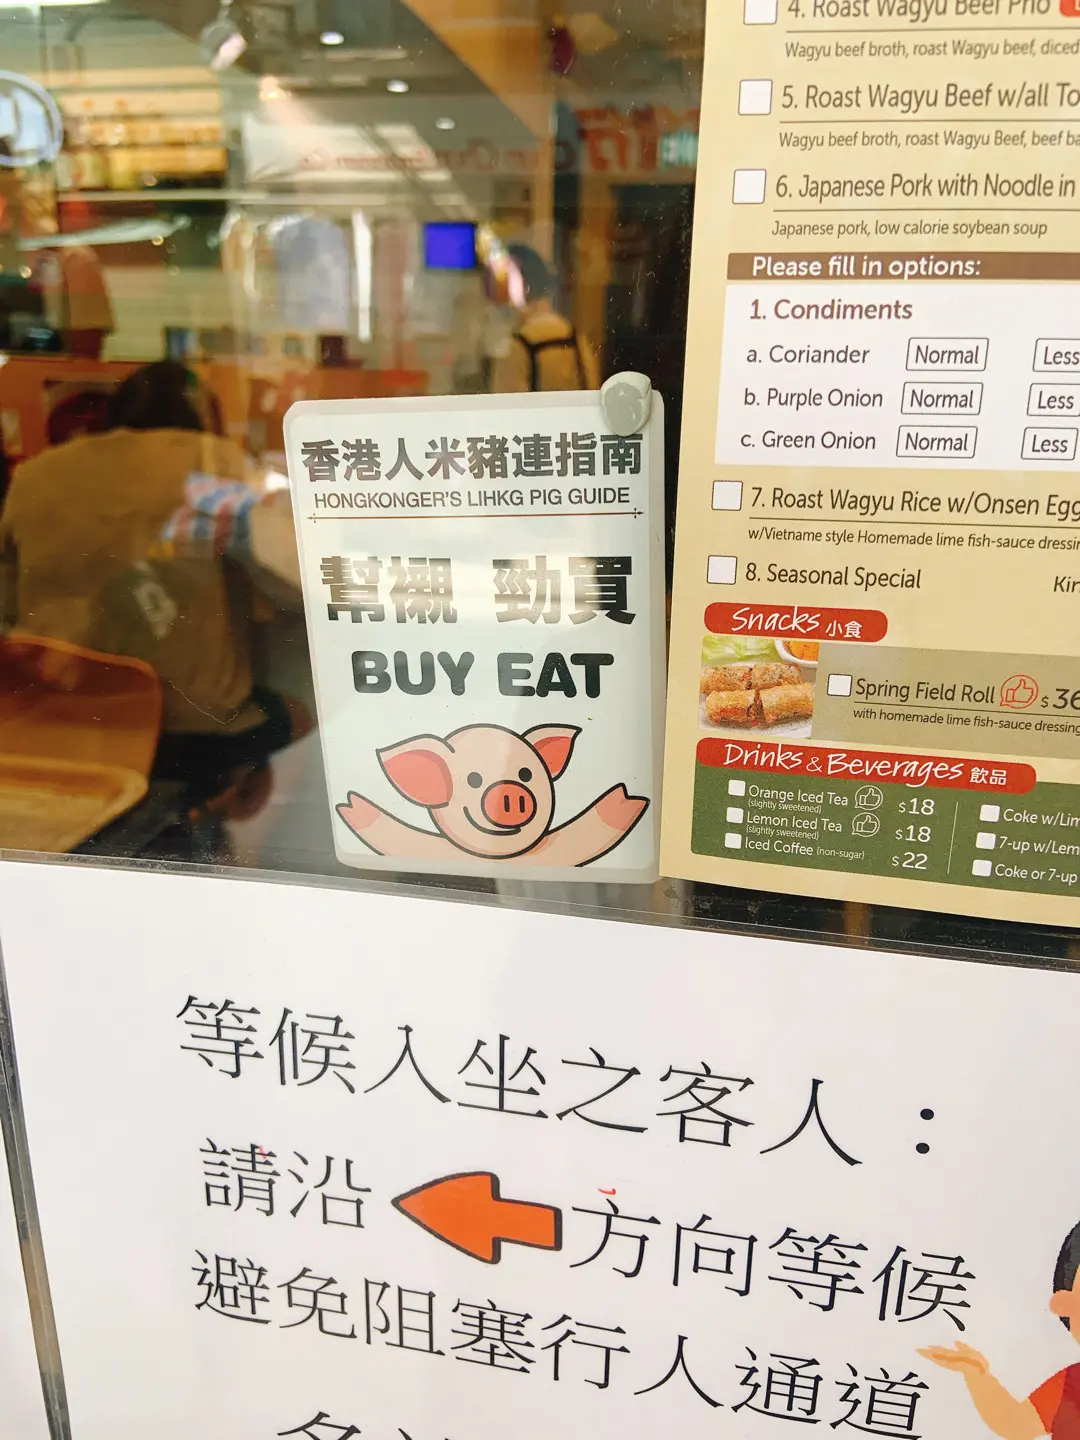 香港人米豬連指南
HONGKONGER'S LIHKG PIG GUIDE
幫襯 勁買
BUY EAT
4. Roast Wagyu Beef Pho
Wagyu beef broth, roast Wagyu beef, diced
5. Roast Wagyu Beef w/all
Wagyu beef broth, roast Wagyu Beef, beef
6. Japanese Pork with Noodle in
Japanese pork, low calorie soybean soup
Please fill in options:
1. Condiments
a. Coriander Normal Less
b. Purple Onion Normal Less
c. Green Onion Normal Less
7. Roast Wagyu Rice w/Onsen Egg
w/Vietname style Homemade lime fish-sauce
8. Seasonal Special
Snacks 小食
Spring Field Roll $36
with homemade lime fish-sauce dressing
Drinks & Beverages 飲品
Orange Iced Tea $18
(slightly sweetened)
Lemon Iced Tea $18
(slightly sweetened)
Iced Coffee (non-sugar) $22
Coke
7-up
Coke or 7-up
等候入坐之客人：
請沿 方向等候
避免阻塞行人通道